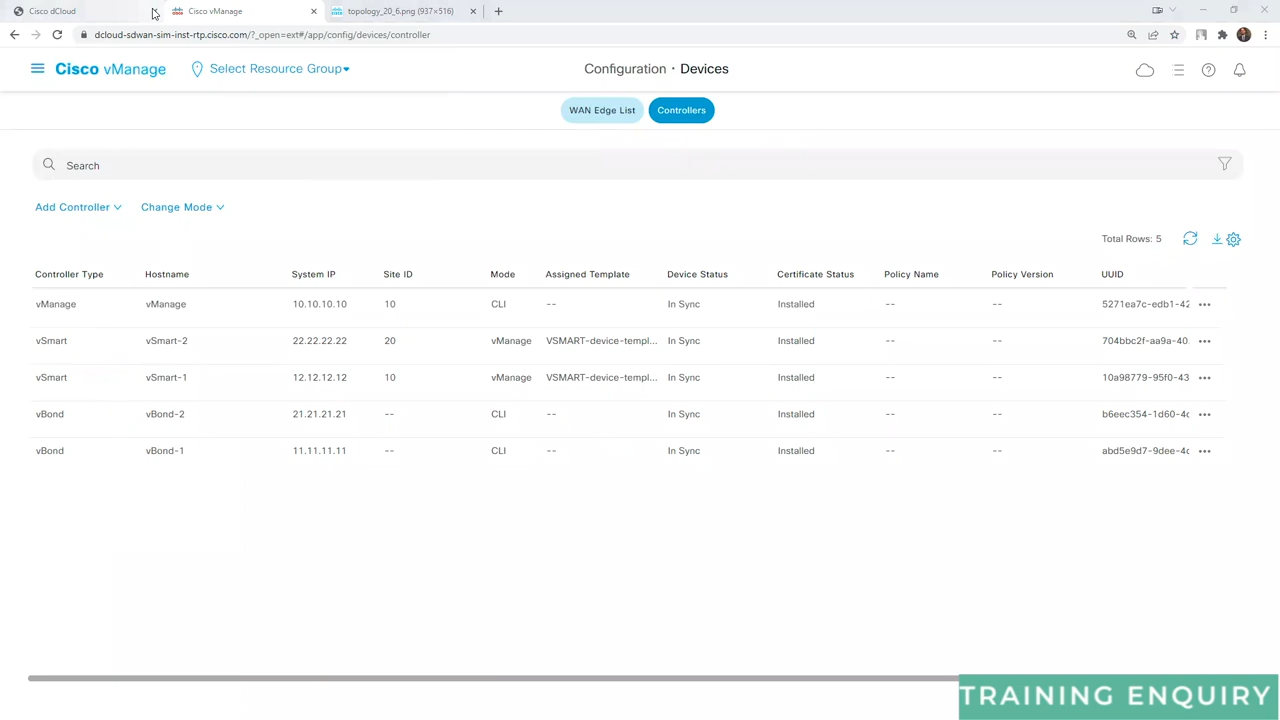 Cisco dCloud
Cisco vManage
topology_20_6.png (937×516)
dcloud-sdwan-sim-inst-rtp.cisco.com/?_open=ext#/app/config/devices/controller
Cisco vManage
Select Resource Group
Configuration · Devices
WAN Edge List
Controllers
Search
Add Controller
Change Mode
Total Rows: 5
Controller Type Hostname System IP Site ID Mode Assigned Template Device Status Certificate Status Policy Name Policy Version UUID
vManage vManage 10.10.10.10 10 CLI -- In Sync Installed -- -- 5271ea7c-edb1-42
vSmart vSmart-2 22.22.22.22 20 vManage VSMART-device-templ... In Sync Installed -- -- 704bbc2f-aa9a-40
vSmart vSmart-1 12.12.12.12 10 vManage VSMART-device-templ... In Sync Installed -- -- 10a98779-95f0-43
vBond vBond-2 21.21.21.21 -- CLI -- In Sync Installed -- -- b6eec354-1d60-4c
vBond vBond-1 11.11.11.11 -- CLI -- In Sync Installed -- -- abd5e9d7-9dee-4c
TRAINING ENQUIRY